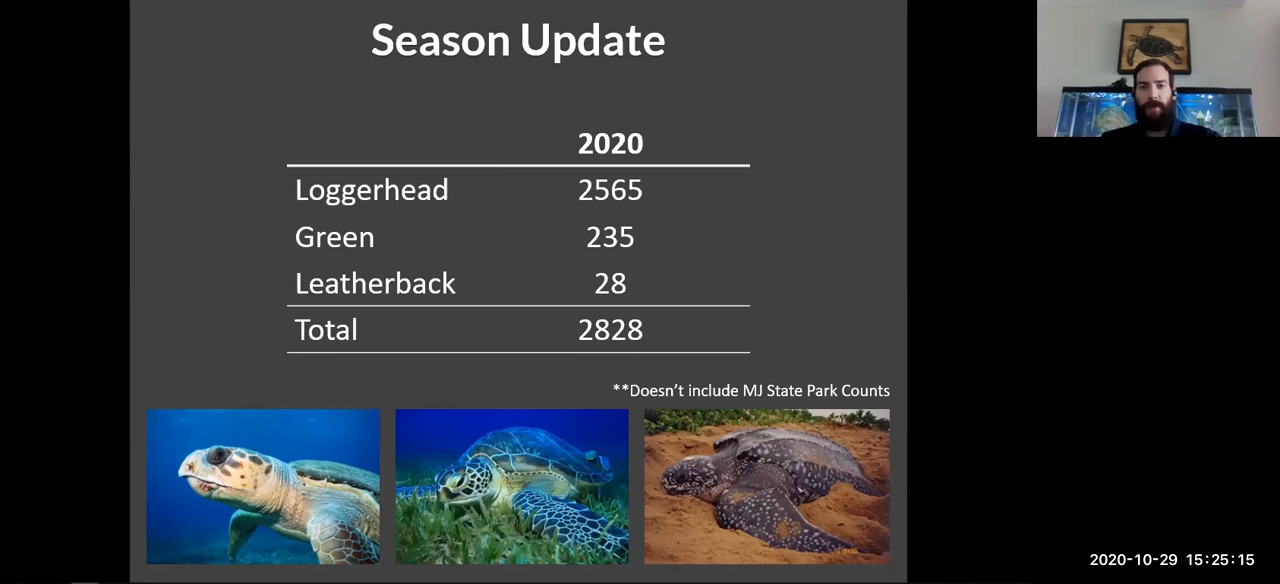 Season Update
2020
Loggerhead 2565
Green 235
Leatherback 28
Total 2828
**Doesn't include MJ State Park Counts
2020-10-29 15:25:15